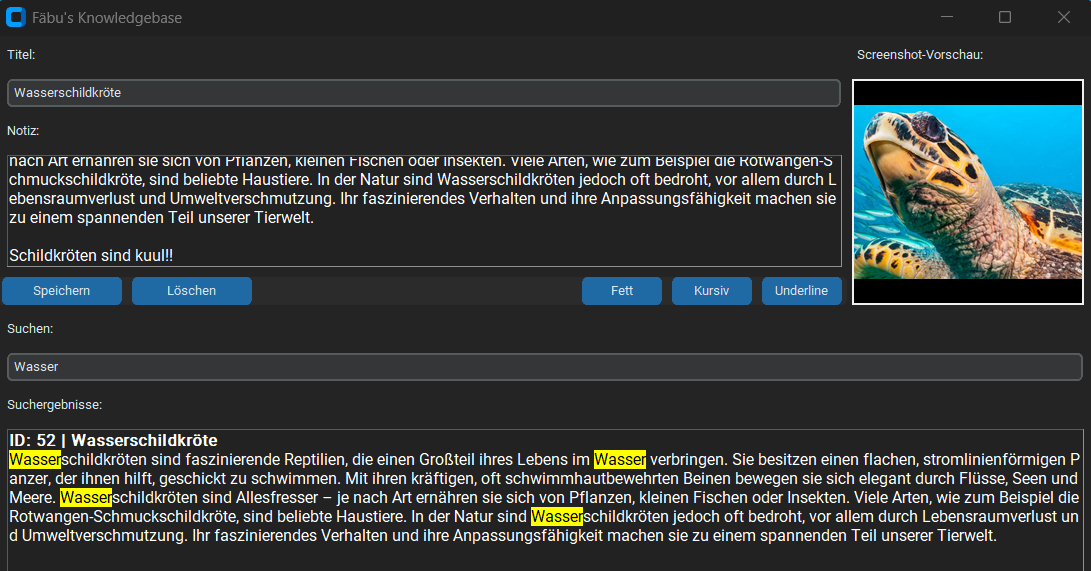 Fäbu's Knowledgebase
Titel:
Screenshot-Vorschau:
Wasserschildkröte
Notiz:
nach Art ernähren sie sich von Pflanzen, kleinen Fischen oder Insekten. Viele Arten, wie zum Beispiel die Rotwangen-S
chmuckschildkröte, sind beliebte Haustiere. In der Natur sind Wasserschildkröten jedoch oft bedroht, vor allem durch L
ebensraumverlust und Umweltverschmutzung. Ihr faszinierendes Verhalten und ihre Anpassungsfähigkeit machen sie
zu einem spannenden Teil unserer Tierwelt.
Schildkröten sind kuul!!
Speichern Löschen Fett Kursiv Underline
Suchen:
Wasser
Suchergebnisse:
ID: 52 | Wasserschildkröte
Wasserschildkröten sind faszinierende Reptilien, die einen Großteil ihres Lebens im Wasser verbringen. Sie besitzen einen flachen, stromlinienförmigen P
anzer, der ihnen hilft, geschickt zu schwimmen. Mit ihren kräftigen, oft schwimmhautbewehrten Beinen bewegen sie sich elegant durch Flüsse, Seen und
Meere. Wasserschildkröten sind Allesfresser – je nach Art ernähren sie sich von Pflanzen, kleinen Fischen oder Insekten. Viele Arten, wie zum Beispiel die
Rotwangen-Schmuckschildkröte, sind beliebte Haustiere. In der Natur sind Wasserschildkröten jedoch oft bedroht, vor allem durch Lebensraumverlust un
d Umweltverschmutzung. Ihr faszinierendes Verhalten und ihre Anpassungsfähigkeit machen sie zu einem spannenden Teil unserer Tierwelt.